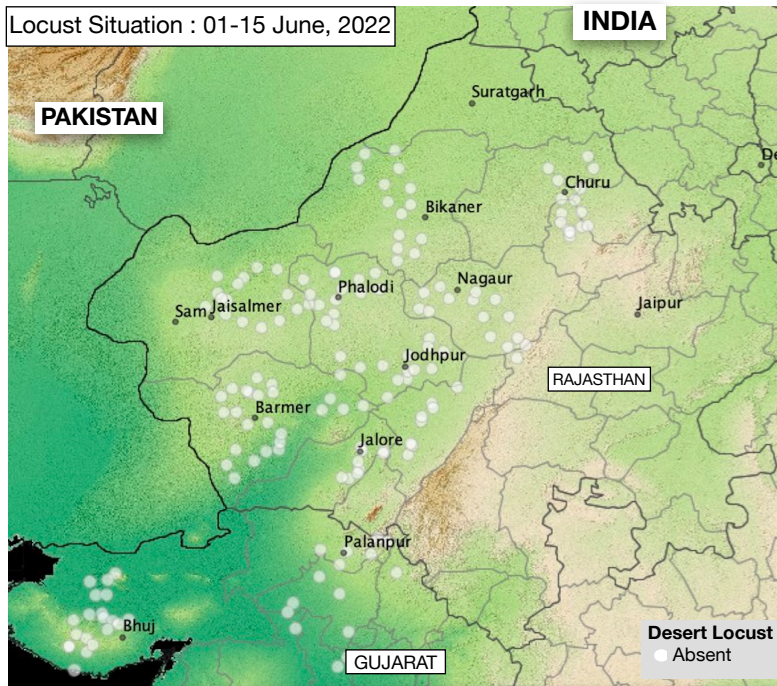 Locust Situation : 01-15 June, 2022
INDIA
PAKISTAN
Suratgarh
De
Churu
Bikaner
Nagaur
Phalodi
Sam
Jaisalmer
Jaipur
Jodhpur
RAJASTHAN
Barmer
Jalore
Palanpur
Bhuj
GUJARAT
Desert Locust
Absent